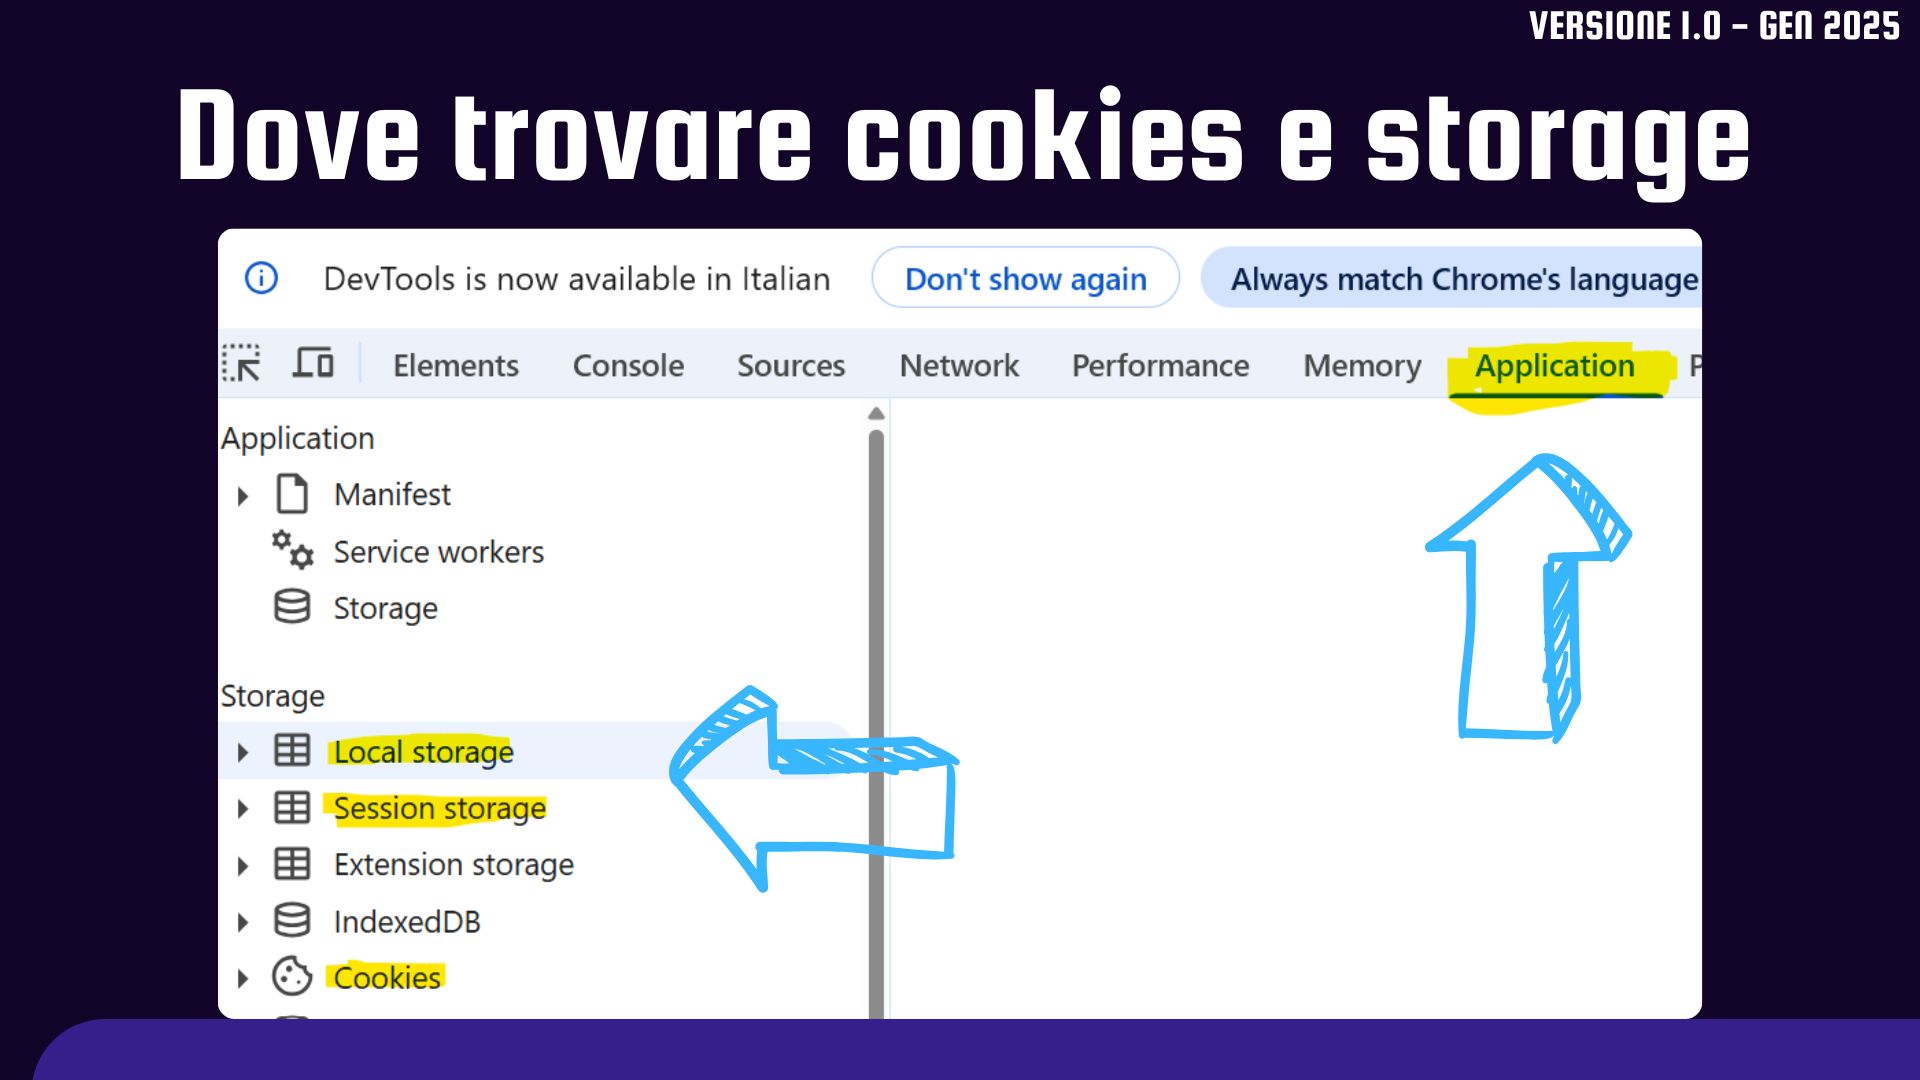 VERSIONE 1.0 - GEN 2025
Dove trovare cookies e storage
DevTools is now available in Italian Don't show again Always match Chrome's language
Elements Console Sources Network Performance Memory Application P
Application
Manifest
Service workers
Storage
Storage
Local storage
Session storage
Extension storage
IndexedDB
Cookies